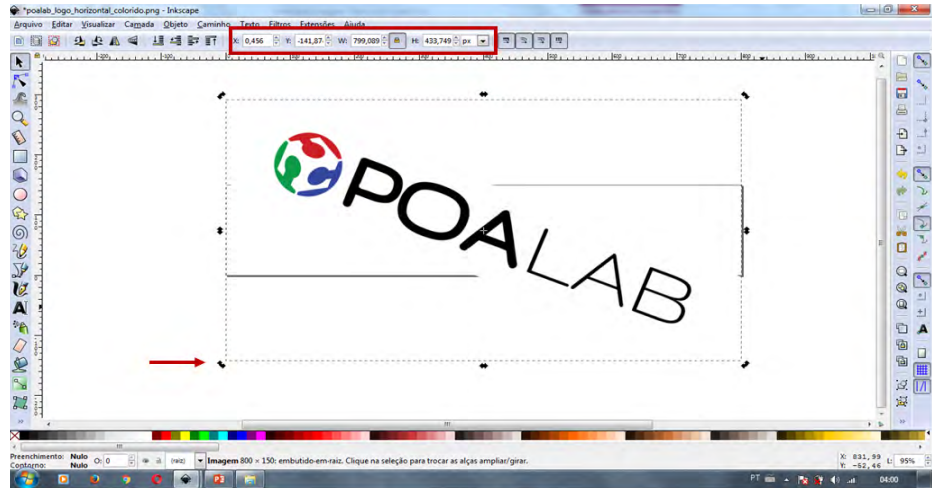 *poalab_logo_horizontal_colorido.png - Inkscape
Arquivo Editar Visualizar Camada Objeto Caminho Texto Filtros Extensões Ajuda
X: 0,456 Y: -141,87 W: 799,089 H: 433,749 px
POALAB
Preenchimento: Nulo
Contorno: Nulo
O: 0
(raiz)
Imagem 800 × 150: embutido-em-raiz. Clique na seleção para trocar as alças ampliar/girar.
X: 831,99
Y: -52,46
L: 95%
PT
04:00